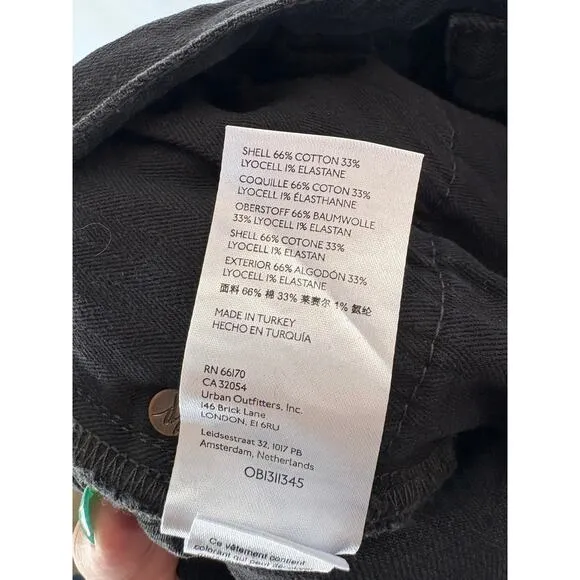 SHELL 66% COTTON 33%
LYOCELL 1% ELASTANE
COQUILLE 66% COTON 33%
LYOCELL 1% ÉLASTHANNE
OBERSTOFF 66% BAUMWOLLE
33% LYOCELL 1% ELASTAN
SHELL 66% COTONE 33%
LYOCELL 1% ELASTAN
EXTERIOR 66% ALGODÓN 33%
LYOCELL 1% ELASTANE
面料 66% 棉 33% 莱赛尔 1% 氨纶
MADE IN TURKEY
HECHO EN TURQUÍA
RN 66170
CA 32054
Urban Outfitters, Inc.
146 Brick Lane
LONDON, E1 6RU
Leidsestraat 32, 1017 PB
Amsterdam, Netherlands
OB1311345
Ce vêtement contient
colorant qui peut